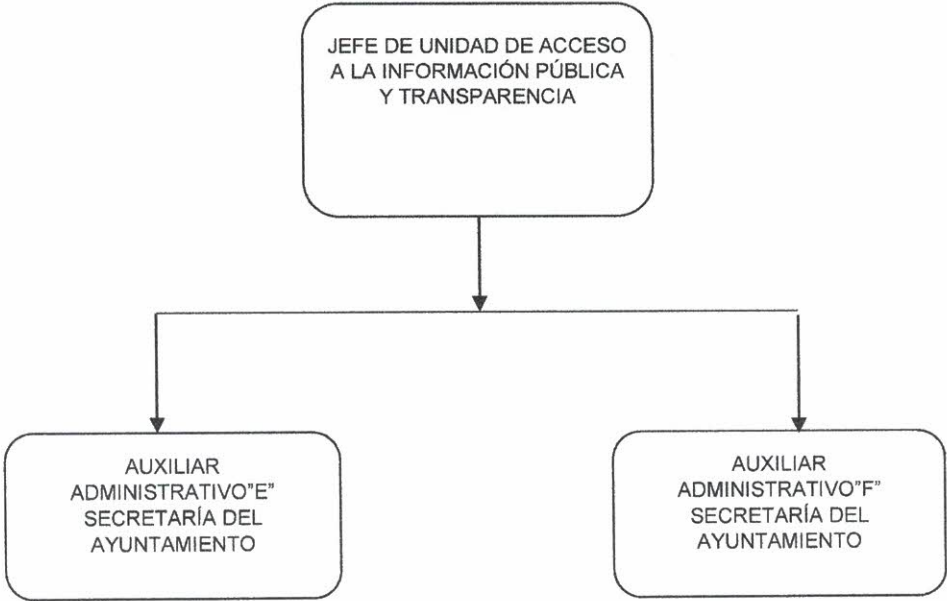 JEFE DE UNIDAD DE ACCESO
A LA INFORMACIÓN PÚBLICA
Y TRANSPARENCIA
AUXILIAR
ADMINISTRATIVO"E"
SECRETARÍA DEL
AYUNTAMIENTO
AUXILIAR
ADMINISTRATIVO"F"
SECRETARÍA DEL
AYUNTAMIENTO